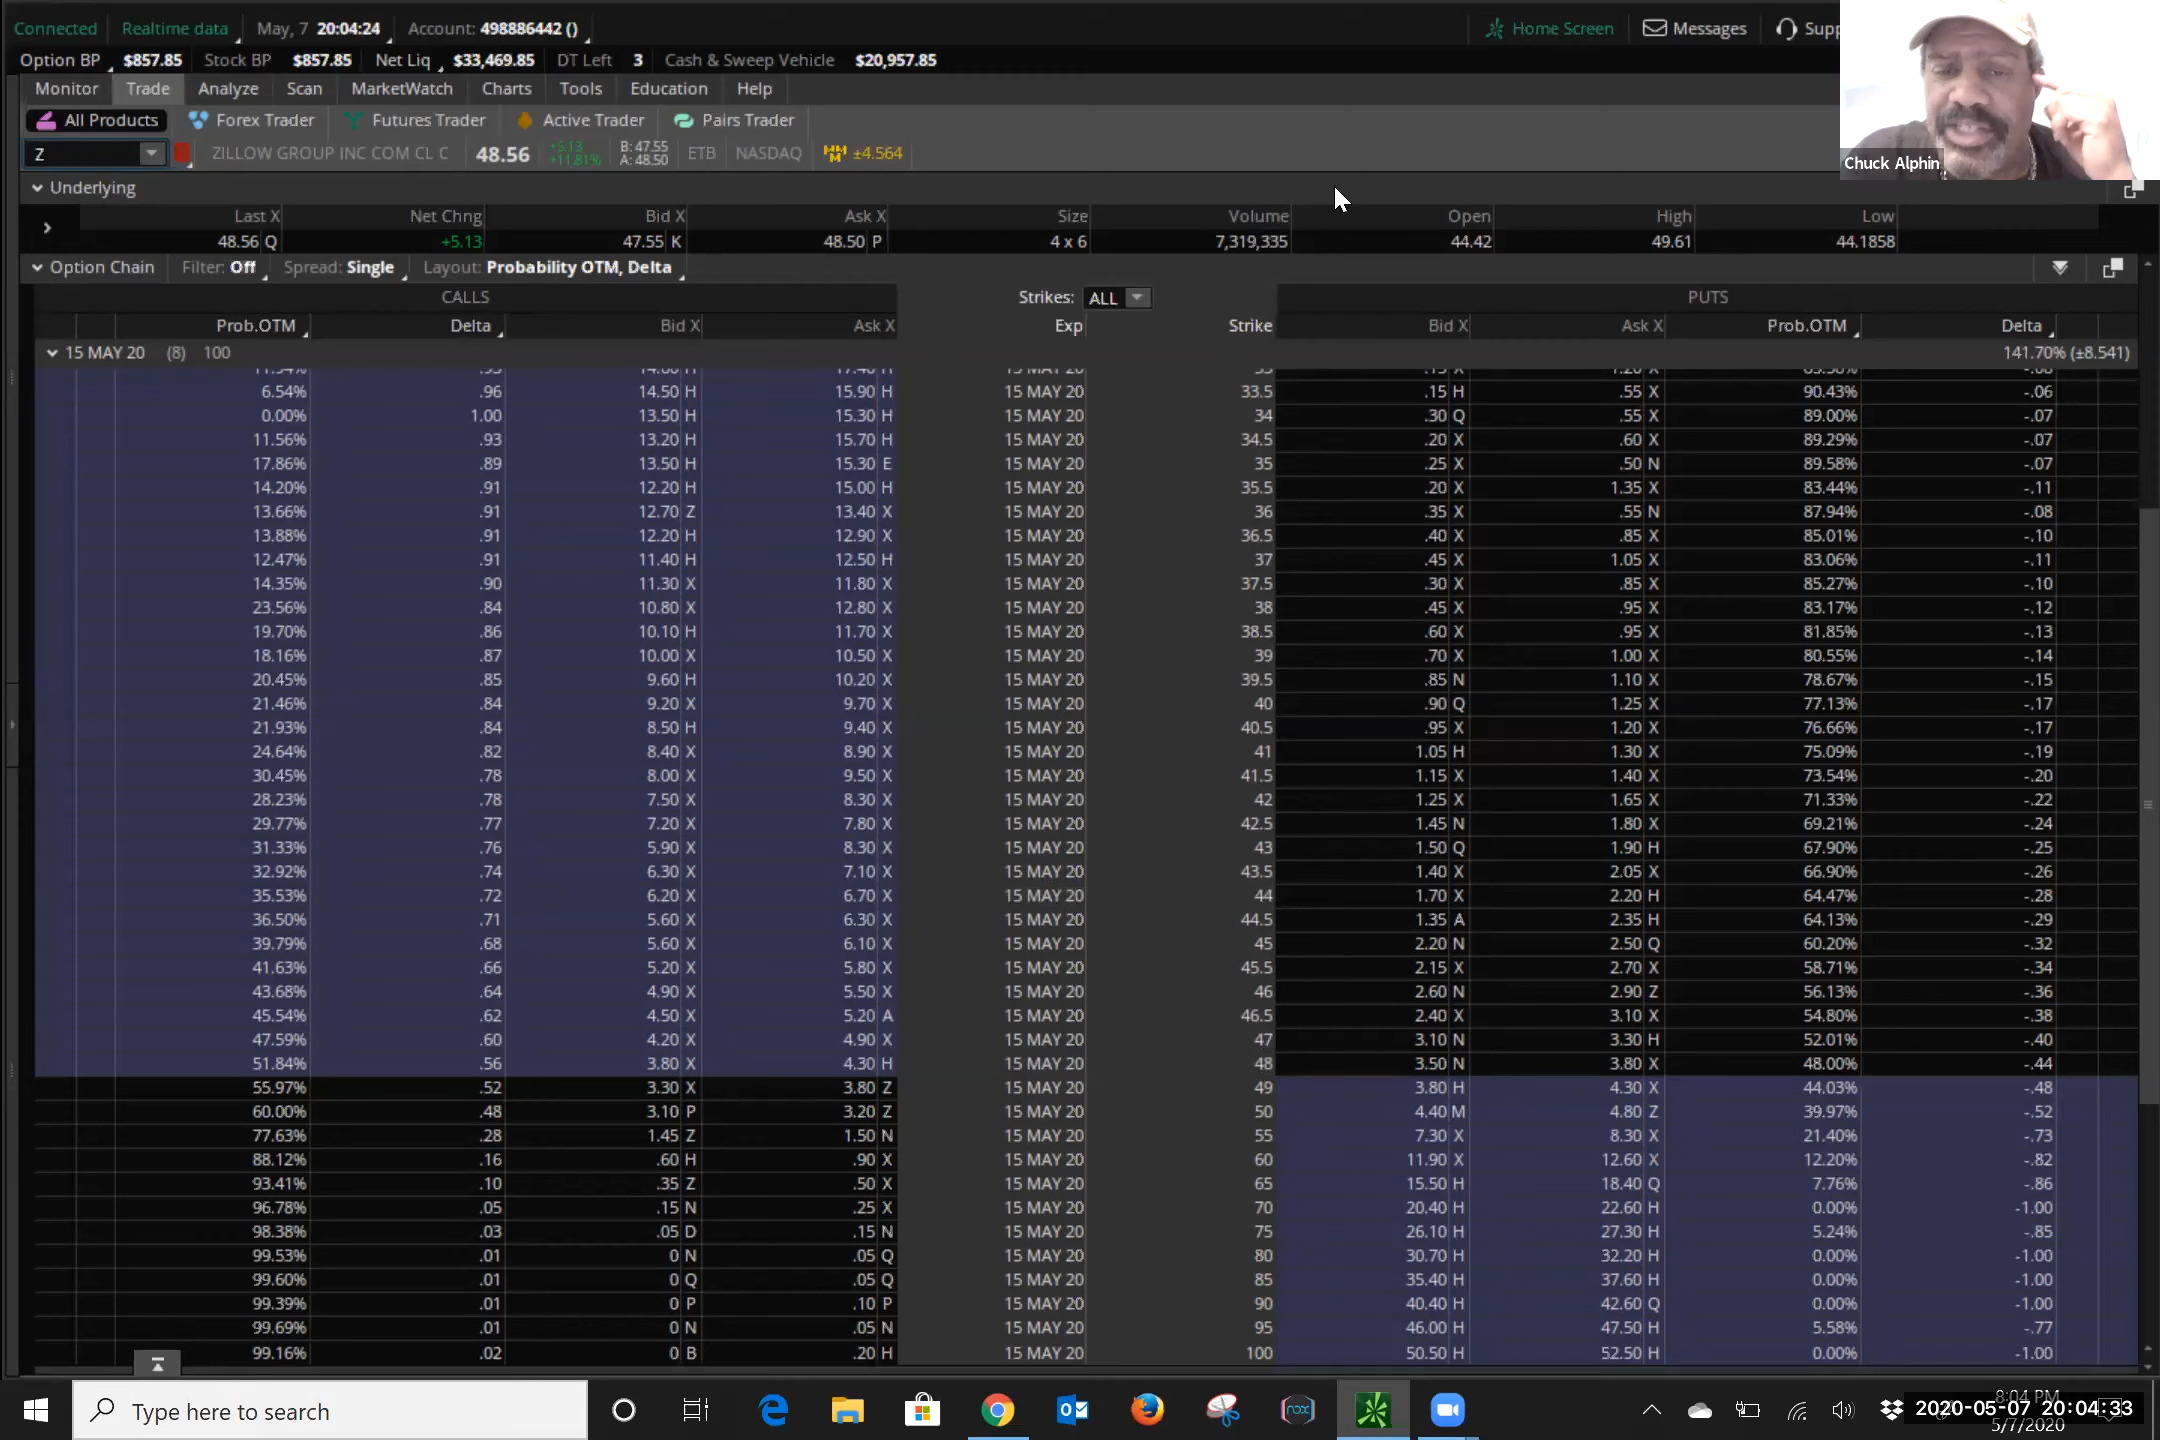 Connected Realtime data May, 7 20:04:24 Account: 498886442 () Home Screen Messages Supp
Option BP $857.85 Stock BP $857.85 Net Liq $33,469.85 DT Left 3 Cash & Sweep Vehicle $20,957.85
Monitor Trade Analyze Scan MarketWatch Charts Tools Education Help
All Products Forex Trader Futures Trader Active Trader Pairs Trader
Z ZILLOW GROUP INC COM CL C 48.56 +5.13 +11.81% B: 47.55 A: 48.50 ETB NASDAQ ±4.564
Chuck Alphin
Underlying
Last X Net Chng Bid X Ask X Size Volume Open High Low
48.56 Q +5.13 47.55 K 48.50 P 4 x 6 7,319,335 44.42 49.61 44.1858
Option Chain Filter: Off Spread: Single Layout: Probability OTM, Delta
CALLS Strikes: ALL PUTS
Prob.OTM Delta Bid X Ask X Exp Strike Bid X Ask X Prob.OTM Delta
15 MAY 20 (8) 100 141.70% (±8.541)
6.54% .96 14.50 H 15.90 H 15 MAY 20 33.5 .15 H .55 X 90.43% -.06
0.00% 1.00 13.50 H 15.30 H 15 MAY 20 34 .30 Q .55 X 89.00% -.07
11.56% .93 13.20 H 15.70 H 15 MAY 20 34.5 .20 X .60 X 89.29% -.07
17.86% .89 13.50 H 15.30 E 15 MAY 20 35 .25 X .50 N 89.58% -.07
14.20% .91 12.20 H 15.00 H 15 MAY 20 35.5 .20 X 1.35 X 83.44% -.11
13.66% .91 12.70 Z 13.40 X 15 MAY 20 36 .35 X .55 N 87.94% -.08
13.88% .91 12.20 H 12.90 X 15 MAY 20 36.5 .40 X .85 X 85.01% -.10
12.47% .91 11.40 H 12.50 H 15 MAY 20 37 .45 X 1.05 X 83.06% -.11
14.35% .90 11.30 X 11.80 X 15 MAY 20 37.5 .30 X .85 X 85.27% -.10
23.56% .84 10.80 X 12.80 X 15 MAY 20 38 .45 X .95 X 83.17% -.12
19.70% .86 10.10 H 11.70 X 15 MAY 20 38.5 .60 X .95 X 81.85% -.13
18.16% .87 10.00 X 10.50 X 15 MAY 20 39 .70 X 1.00 X 80.55% -.14
20.45% .85 9.60 H 10.20 X 15 MAY 20 39.5 .85 N 1.10 X 78.67% -.15
21.46% .84 9.20 X 9.70 X 15 MAY 20 40 .90 Q 1.25 X 77.13% -.17
21.93% .84 8.50 H 9.40 X 15 MAY 20 40.5 .95 X 1.20 X 76.66% -.17
24.64% .82 8.40 X 8.90 X 15 MAY 20 41 1.05 H 1.30 X 75.09% -.19
30.45% .78 8.00 X 9.50 X 15 MAY 20 41.5 1.15 X 1.40 X 73.54% -.20
28.23% .78 7.50 X 8.30 X 15 MAY 20 42 1.25 X 1.65 X 71.33% -.22
29.77% .77 7.20 X 7.80 X 15 MAY 20 42.5 1.45 N 1.80 X 69.21% -.24
31.33% .76 5.90 X 8.30 X 15 MAY 20 43 1.50 Q 1.90 H 67.90% -.25
32.92% .74 6.30 X 7.10 X 15 MAY 20 43.5 1.40 X 2.05 X 66.90% -.26
35.53% .72 6.20 X 6.70 X 15 MAY 20 44 1.70 X 2.20 H 64.47% -.28
36.50% .71 5.60 X 6.30 X 15 MAY 20 44.5 1.35 A 2.35 H 64.13% -.29
39.79% .68 5.60 X 6.10 X 15 MAY 20 45 2.20 N 2.50 Q 60.20% -.32
41.63% .66 5.20 X 5.80 X 15 MAY 20 45.5 2.15 X 2.70 X 58.71% -.34
43.68% .64 4.90 X 5.50 X 15 MAY 20 46 2.60 N 2.90 Z 56.13% -.36
45.54% .62 4.50 X 5.20 A 15 MAY 20 46.5 2.40 X 3.10 X 54.80% -.38
47.59% .60 4.20 X 4.90 X 15 MAY 20 47 3.10 N 3.30 H 52.01% -.40
51.84% .56 3.80 X 4.30 H 15 MAY 20 48 3.50 N 3.80 X 48.00% -.44
55.97% .52 3.30 X 3.80 Z 15 MAY 20 49 3.80 H 4.30 X 44.03% -.48
60.00% .48 3.10 P 3.20 Z 15 MAY 20 50 4.40 M 4.80 Z 39.97% -.52
77.63% .28 1.45 Z 1.50 N 15 MAY 20 55 7.30 X 8.30 X 21.40% -.73
88.12% .16 .60 H .90 X 15 MAY 20 60 11.90 X 12.60 X 12.20% -.82
93.41% .10 .35 Z .50 X 15 MAY 20 65 15.50 H 18.40 Q 7.76% -.86
96.78% .05 .15 N .25 X 15 MAY 20 70 20.40 H 22.60 H 0.00% -1.00
98.38% .03 .05 D .15 N 15 MAY 20 75 26.10 H 27.30 H 5.24% -.85
99.53% .01 0 N .05 Q 15 MAY 20 80 30.70 H 32.20 H 0.00% -1.00
99.60% .01 0 Q .05 Q 15 MAY 20 85 35.40 H 37.60 H 0.00% -1.00
99.39% .01 0 P .10 P 15 MAY 20 90 40.40 H 42.60 Q 0.00% -1.00
99.69% .01 0 N .05 N 15 MAY 20 95 46.00 H 47.50 H 5.58% -.77
99.16% .02 0 B .20 H 15 MAY 20 100 50.50 H 52.50 H 0.00% -1.00
Type here to search nox 8:04 PM
2020-05-07 20:04:33
5/7/2020